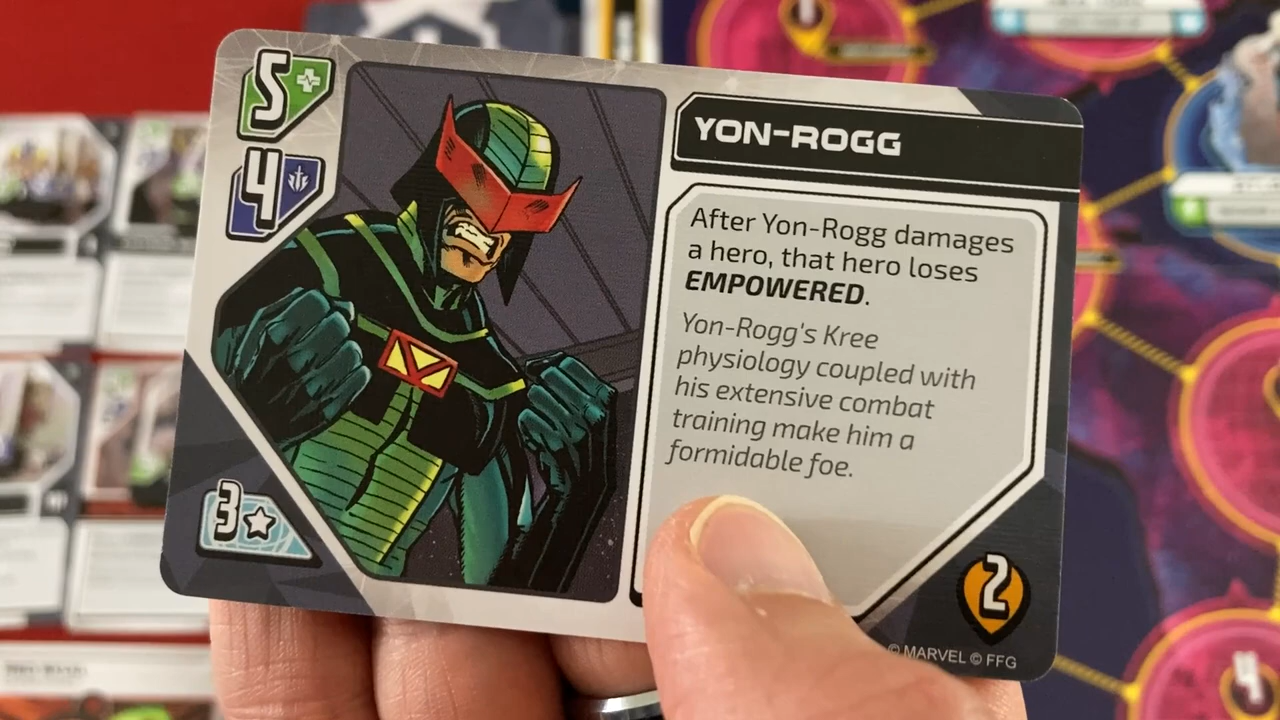 5
4
YON-ROGG
After Yon-Rogg damages
a hero, that hero loses
EMPOWERED.
Yon-Rogg's Kree
physiology coupled with
his extensive combat
training make him a
formidable foe.
3
2
© MARVEL © FFG
4